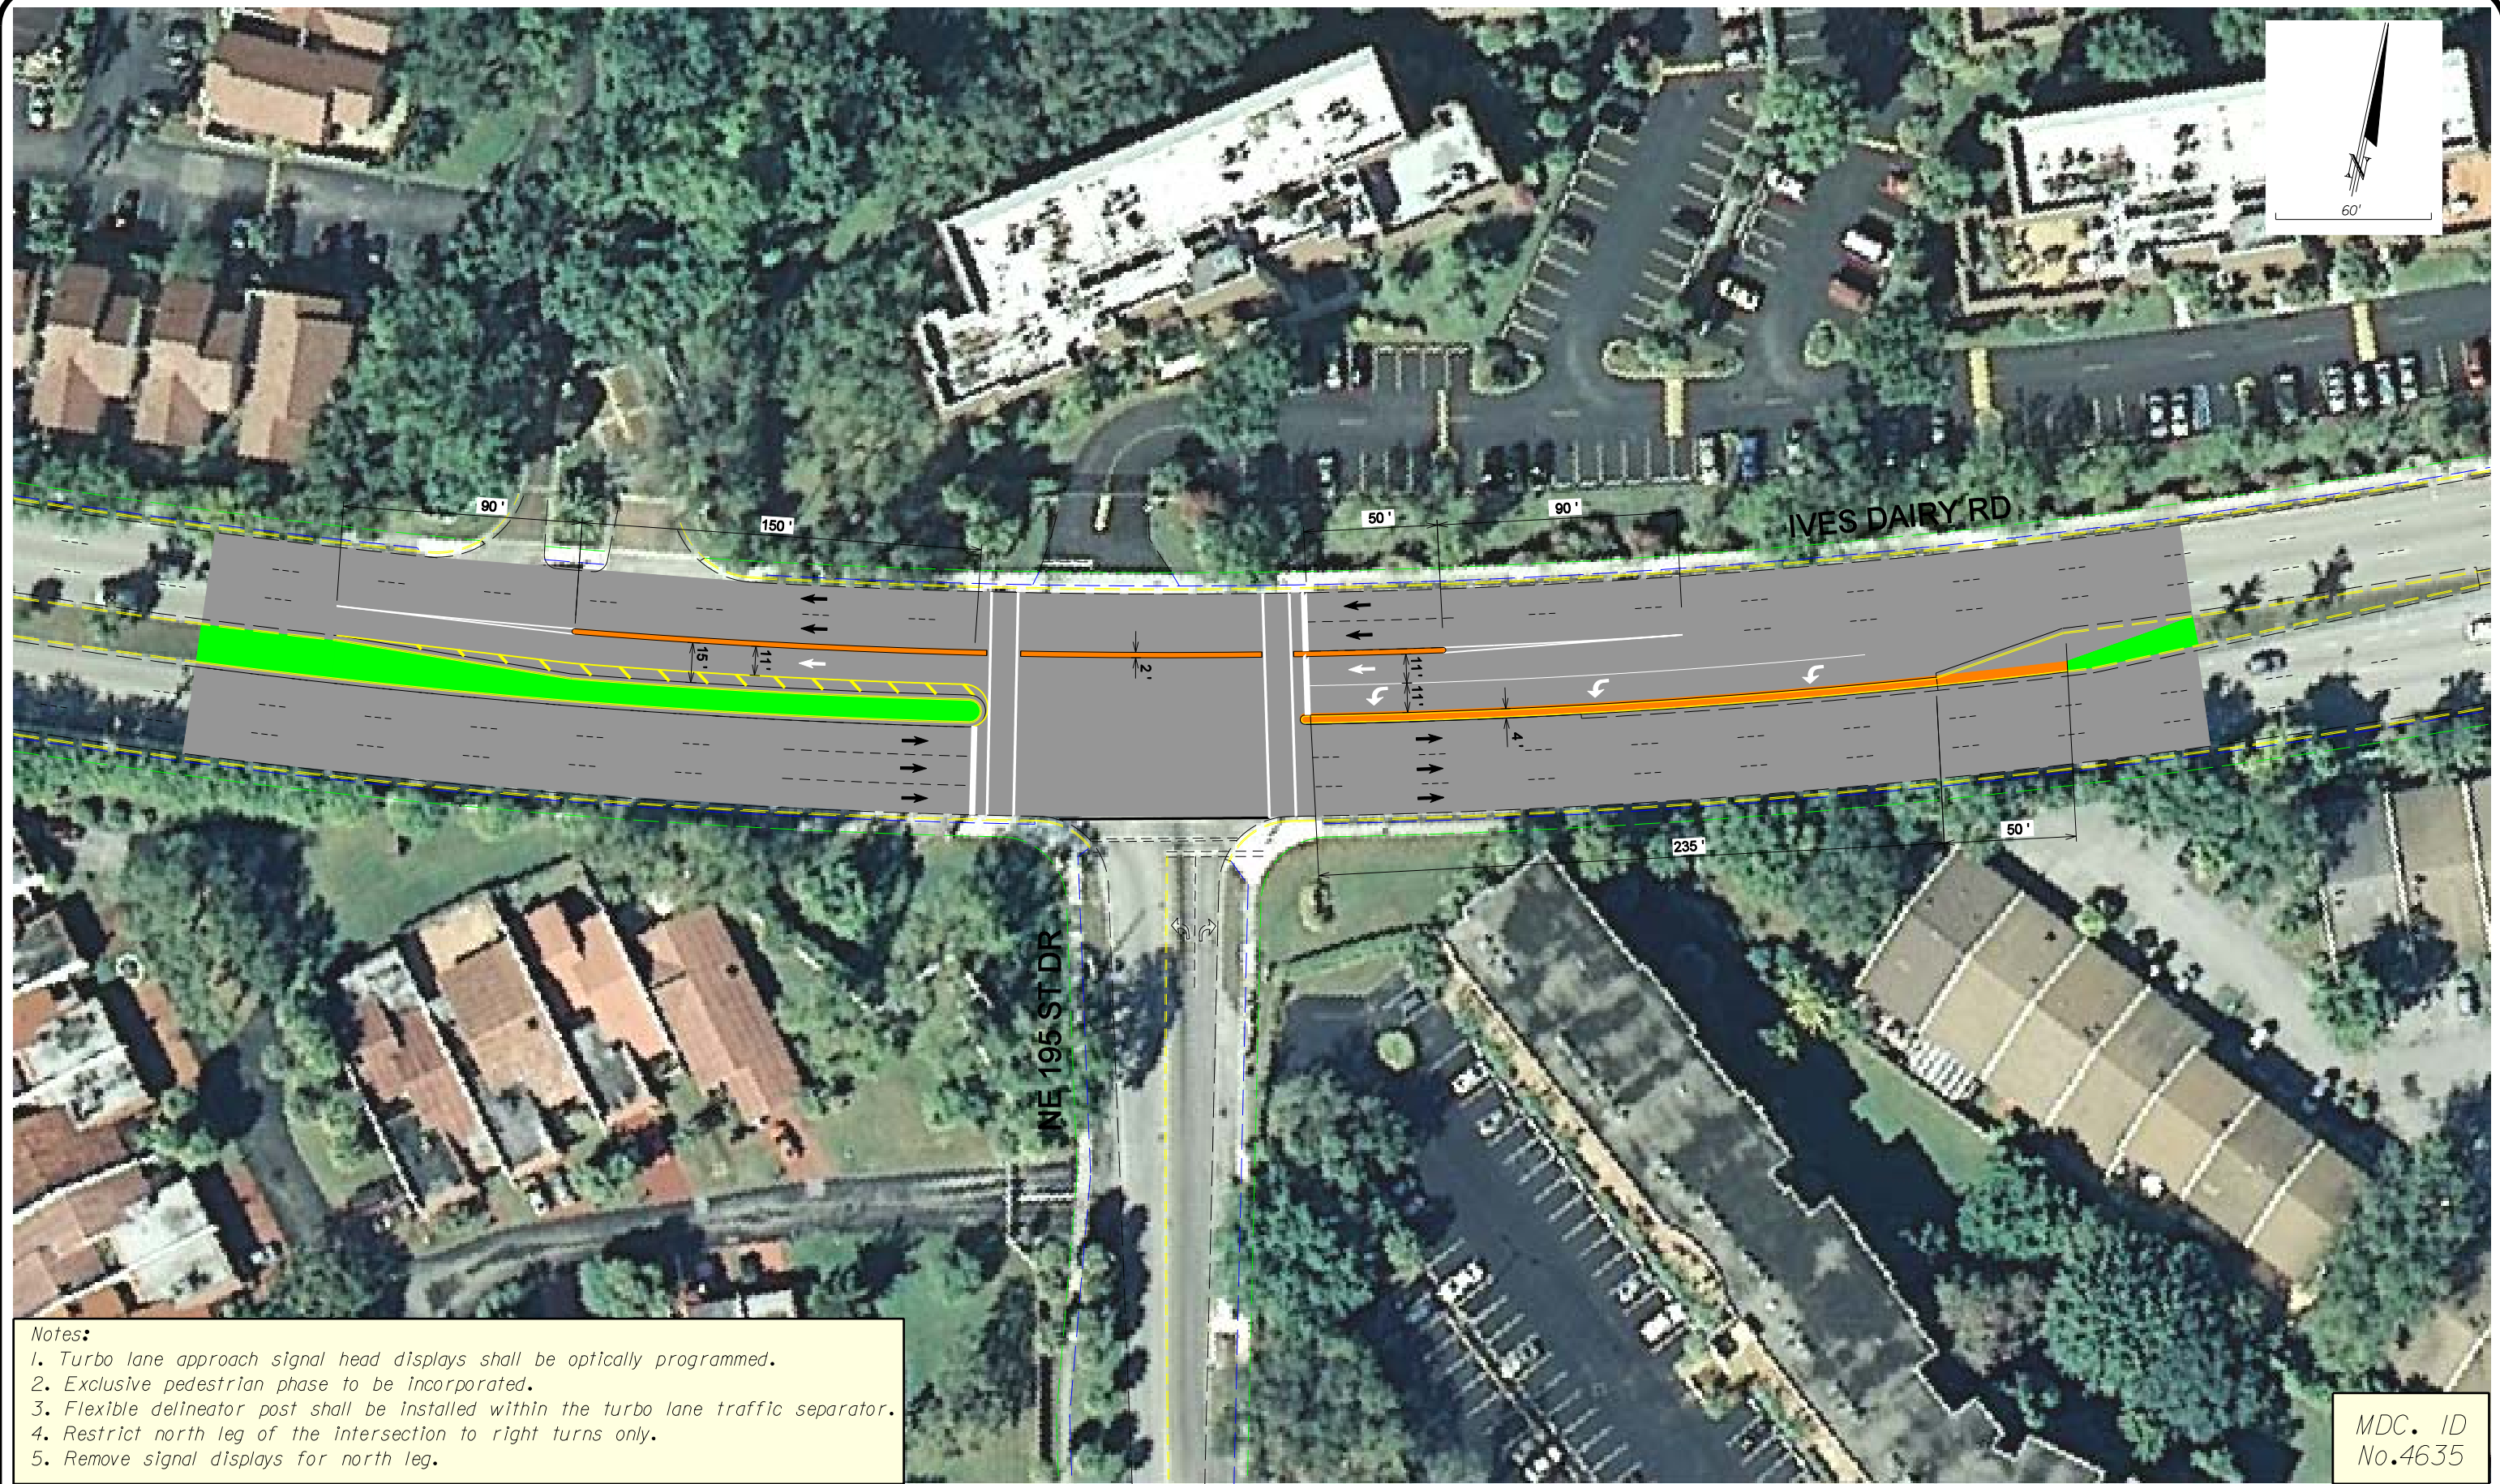 N
60'
IVES DAIRY RD
90'
150'
50'
90'
15'
11'
2'
11'
11'
4'
235'
50'
NE 195 ST DR
Notes:
1. Turbo lane approach signal head displays shall be optically programmed.
2. Exclusive pedestrian phase to be incorporated.
3. Flexible delineator post shall be installed within the turbo lane traffic separator.
4. Restrict north leg of the intersection to right turns only.
5. Remove signal displays for north leg.
MDC. ID
No.4635